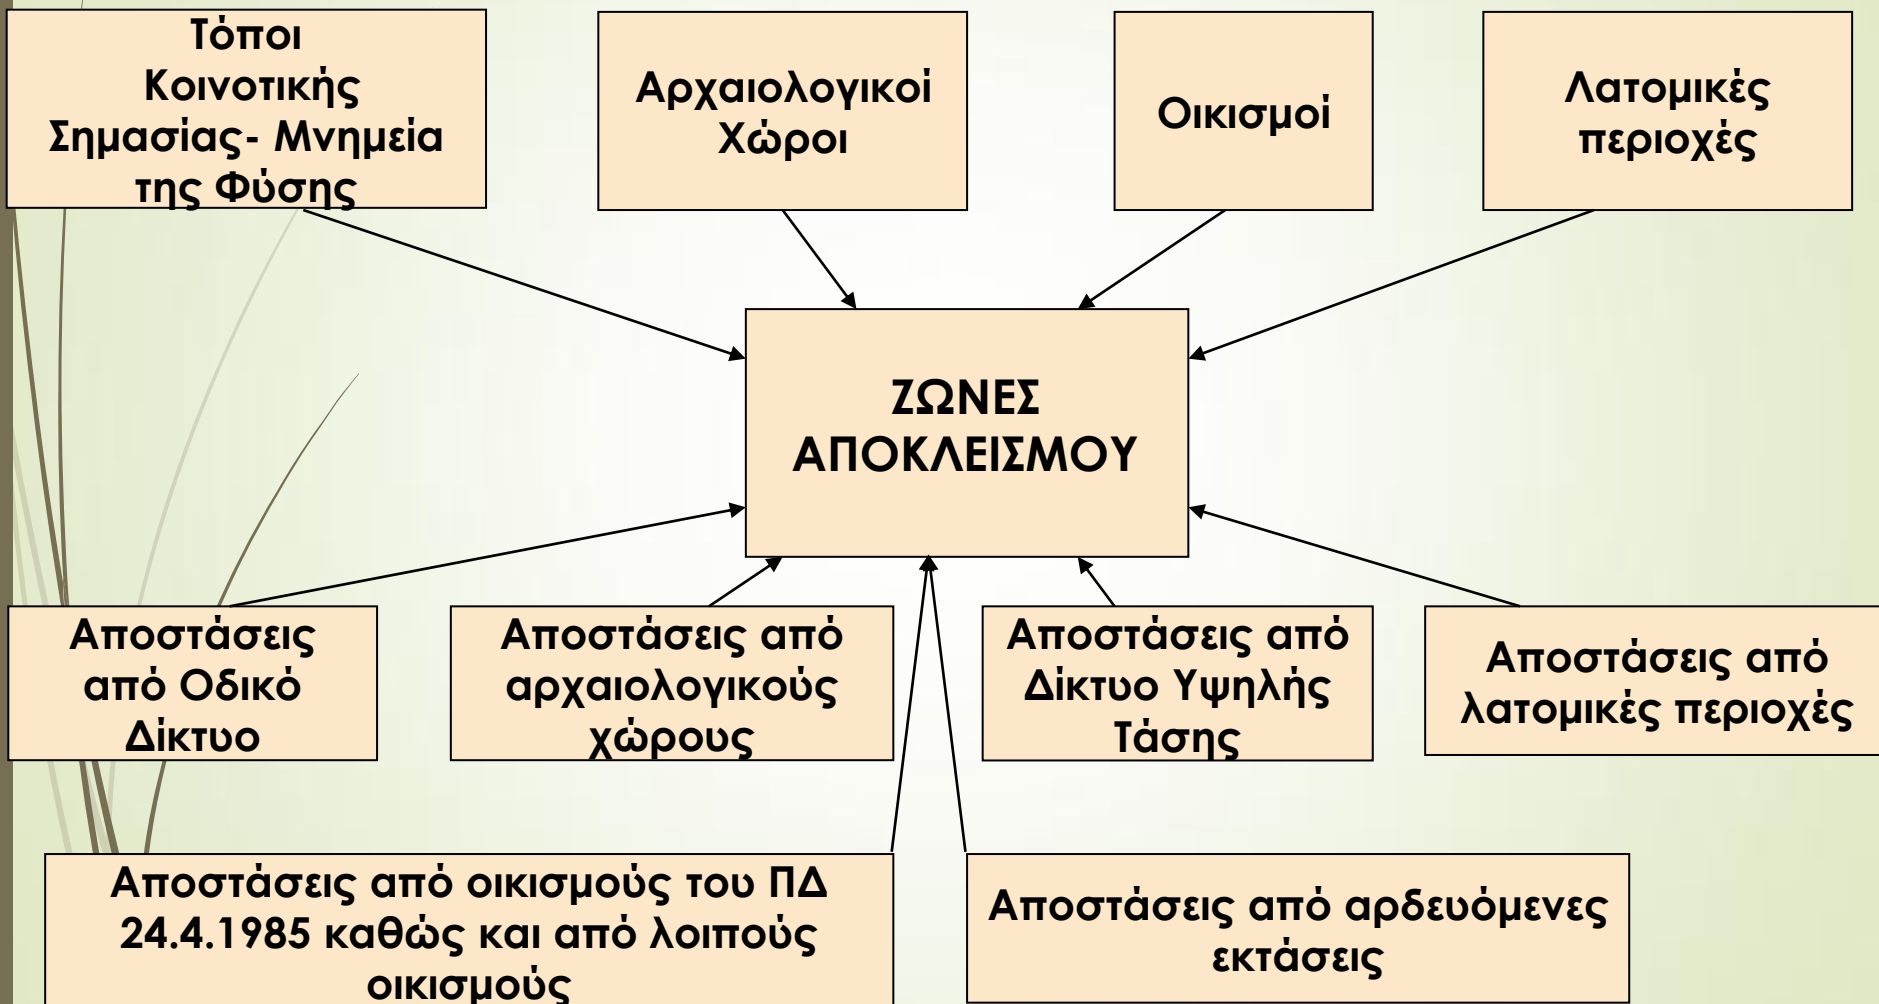 Τόποι
Κοινοτικής
Σημασίας- Μνημεία
της Φύσης
Αρχαιολογικοί
Χώροι
Οικισμοί
Λατομικές
περιοχές
ΖΩΝΕΣ
ΑΠΟΚΛΕΙΣΜΟΥ
Αποστάσεις
από Οδικό
Δίκτυο
Αποστάσεις από
αρχαιολογικούς
χώρους
Αποστάσεις από
Δίκτυο Υψηλής
Τάσης
Αποστάσεις από
λατομικές περιοχές
Αποστάσεις από οικισμούς του ΠΔ
24.4.1985 καθώς και από λοιπούς
οικισμούς
Αποστάσεις από αρδευόμενες
εκτάσεις